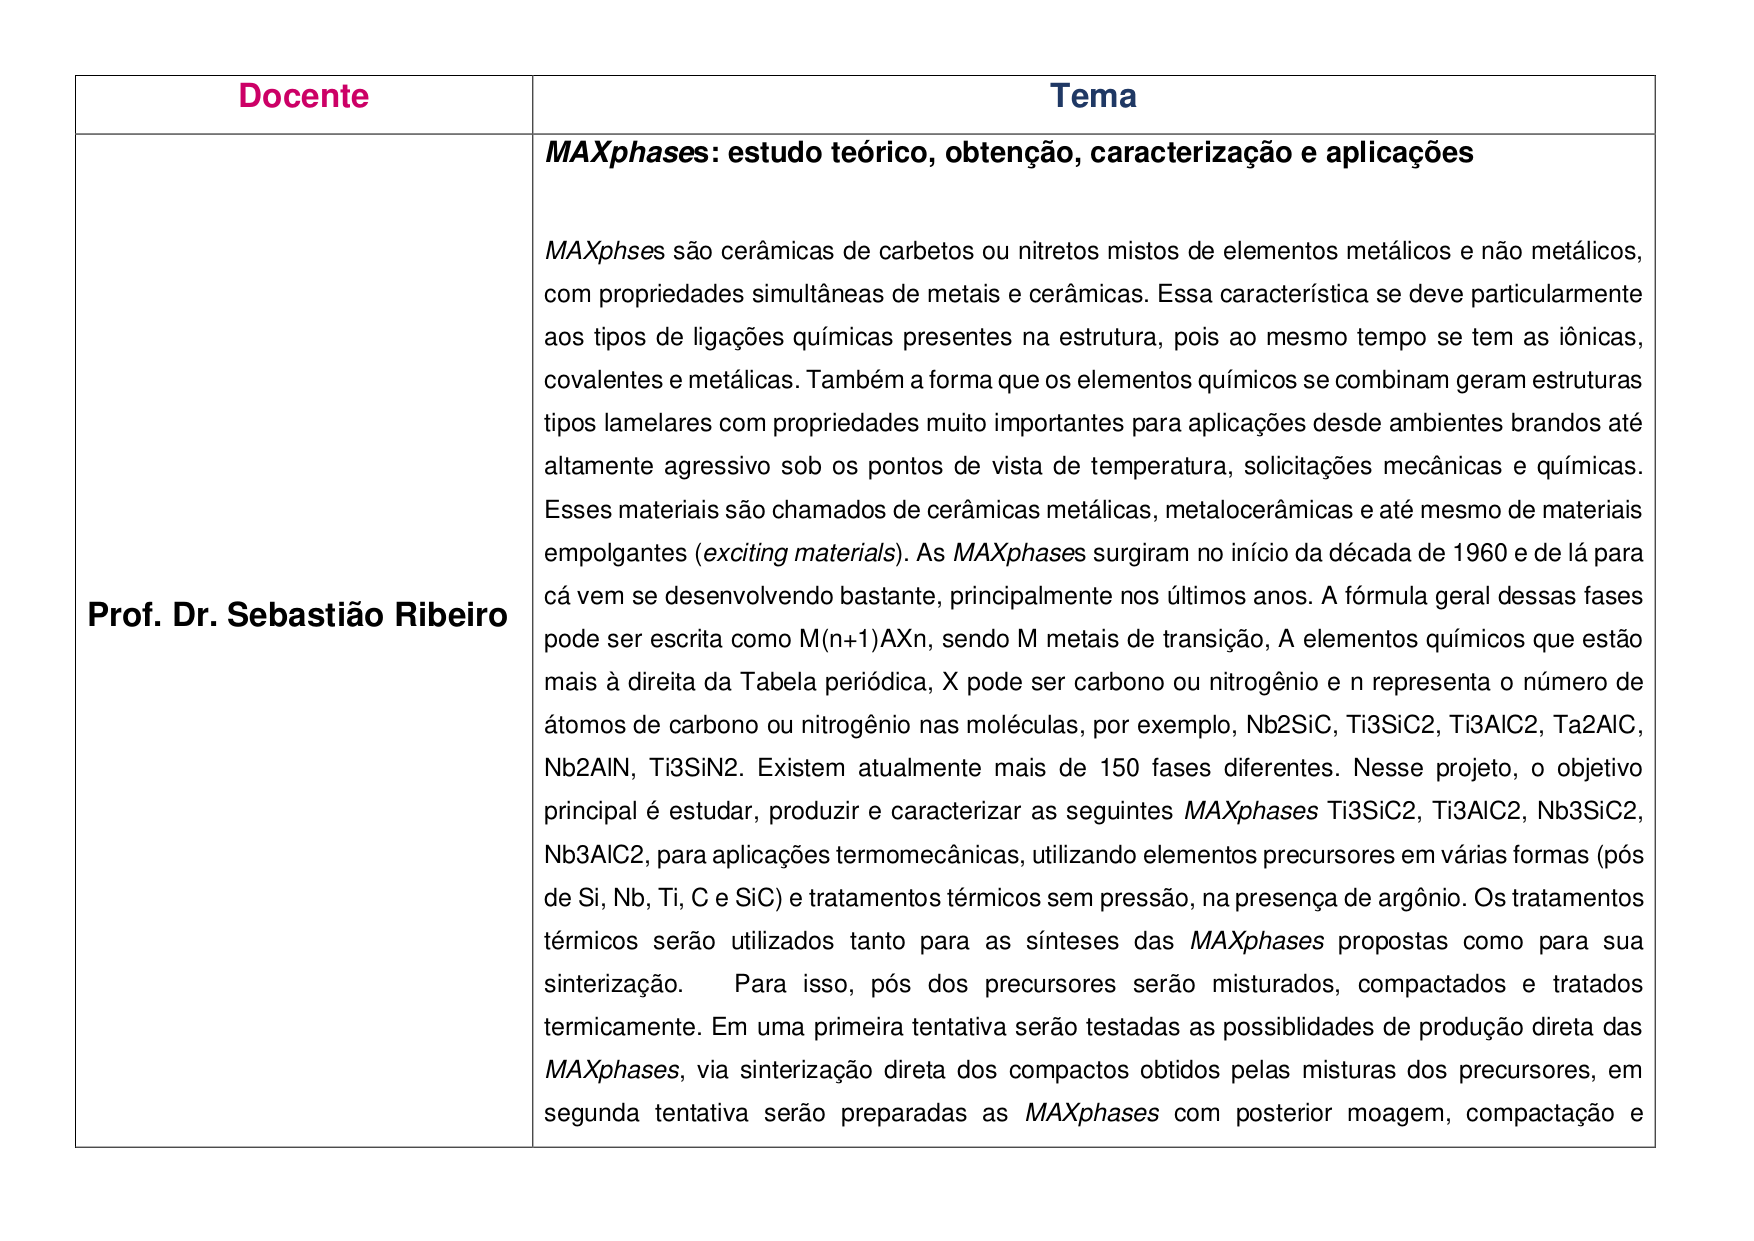 Docente
Tema
Prof. Dr. Sebastião Ribeiro
MAXphases: estudo teórico, obtenção, caracterização e aplicações
MAXphses são cerâmicas de carbetos ou nitretos mistos de elementos metálicos e não metálicos,
com propriedades simultâneas de metais e cerâmicas. Essa característica se deve particularmente
aos tipos de ligações químicas presentes na estrutura, pois ao mesmo tempo se tem as iônicas,
covalentes e metálicas. Também a forma que os elementos químicos se combinam geram estruturas
tipos lamelares com propriedades muito importantes para aplicações desde ambientes brandos até
altamente agressivo sob os pontos de vista de temperatura, solicitações mecânicas e químicas.
Esses materiais são chamados de cerâmicas metálicas, metalocerâmicas e até mesmo de materiais
empolgantes (exciting materials). As MAXphases surgiram no início da década de 1960 e de lá para
cá vem se desenvolvendo bastante, principalmente nos últimos anos. A fórmula geral dessas fases
pode ser escrita como M(n+1)AXn, sendo M metais de transição, A elementos químicos que estão
mais à direita da Tabela periódica, X pode ser carbono ou nitrogênio e n representa o número de
átomos de carbono ou nitrogênio nas moléculas, por exemplo, Nb2SiC, Ti3SiC2, Ti3AlC2, Ta2AlC,
Nb2AlN, Ti3SiN2. Existem atualmente mais de 150 fases diferentes. Nesse projeto, o objetivo
principal é estudar, produzir e caracterizar as seguintes MAXphases Ti3SiC2, Ti3AlC2, Nb3SiC2,
Nb3AlC2, para aplicações termomecânicas, utilizando elementos precursores em várias formas (pós
de Si, Nb, Ti, C e SiC) e tratamentos térmicos sem pressão, na presença de argônio. Os tratamentos
térmicos serão utilizados tanto para as sínteses das MAXphases propostas como para sua
sinterização. Para isso, pós dos precursores serão misturados, compactados e tratados
termicamente. Em uma primeira tentativa serão testadas as possiblidades de produção direta das
MAXphases, via sinterização direta dos compactos obtidos pelas misturas dos precursores, em
segunda tentativa serão preparadas as MAXphases com posterior moagem, compactação e